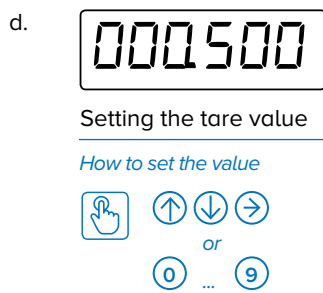 d.
000.500
Setting the tare value
How to set the value
or
0 ... 9